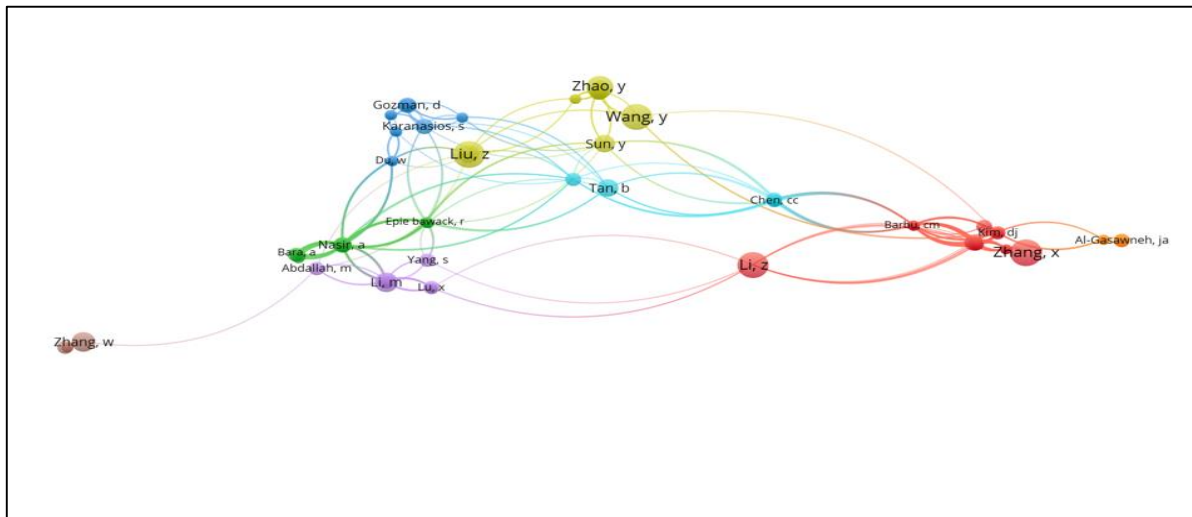 Zhao, y
Gozman, d
Wang, y
Karanasios, s
Sun, y
Liu, z
Du, w
Tan, b
Chen, cc
Epie bawack, r
Barbu, cm
Kim, dj
Al-Gasawneh, ja
Nasir, a
Bara, a
Zhang, x
Yang, s
Abdallah, m
Li, z
Li, m
Lu, x
Zhang, w